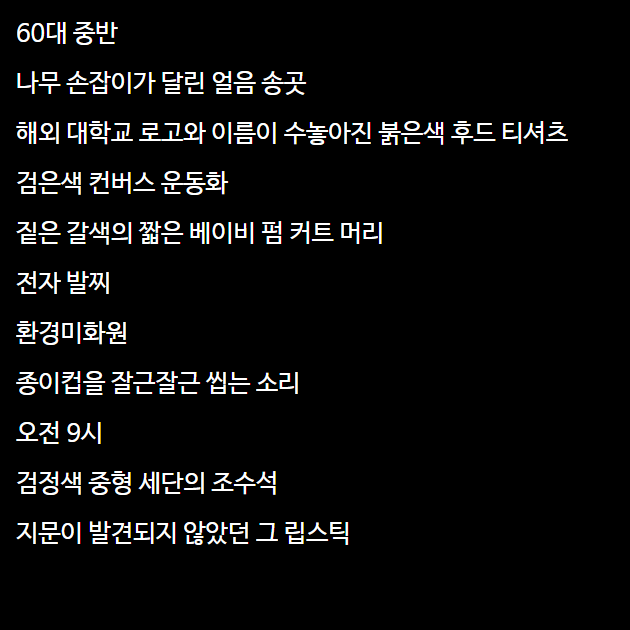 60대 중반
나무 손잡이가 달린 얼음 송곳
해외 대학교 로고와 이름이 수놓아진 붉은색 후드 티셔츠
검은색 컨버스 운동화
짙은 갈색의 짧은 베이비 펌 커트 머리
전자 발찌
환경미화원
종이컵을 잘근잘근 씹는 소리
오전 9시
검정색 중형 세단의 조수석
지문이 발견되지 않았던 그 립스틱